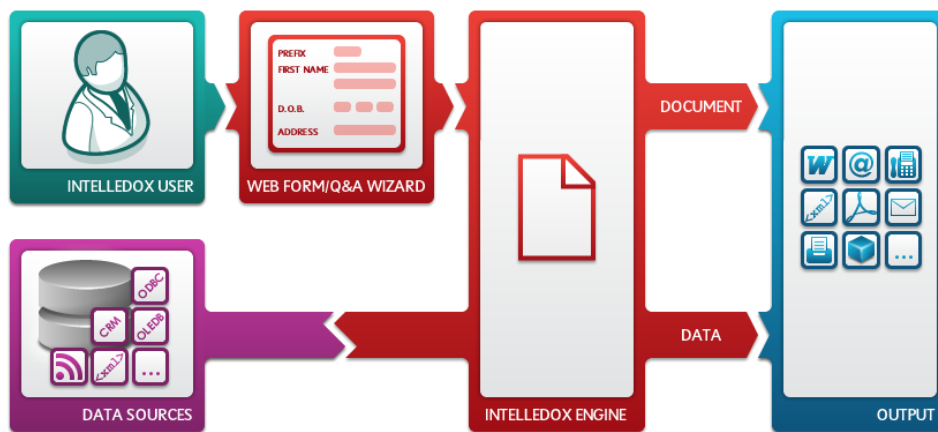 PREFIX
FIRST NAME
D.O.B.
ADDRESS
INTELLEDOX USER
WEB FORM/Q&A WIZARD
DOCUMENT
W
@
<xml>
...
ODBC
CRM
OLEDB
<xml>
...
DATA
DATA SOURCES
INTELLEDOX ENGINE
OUTPUT